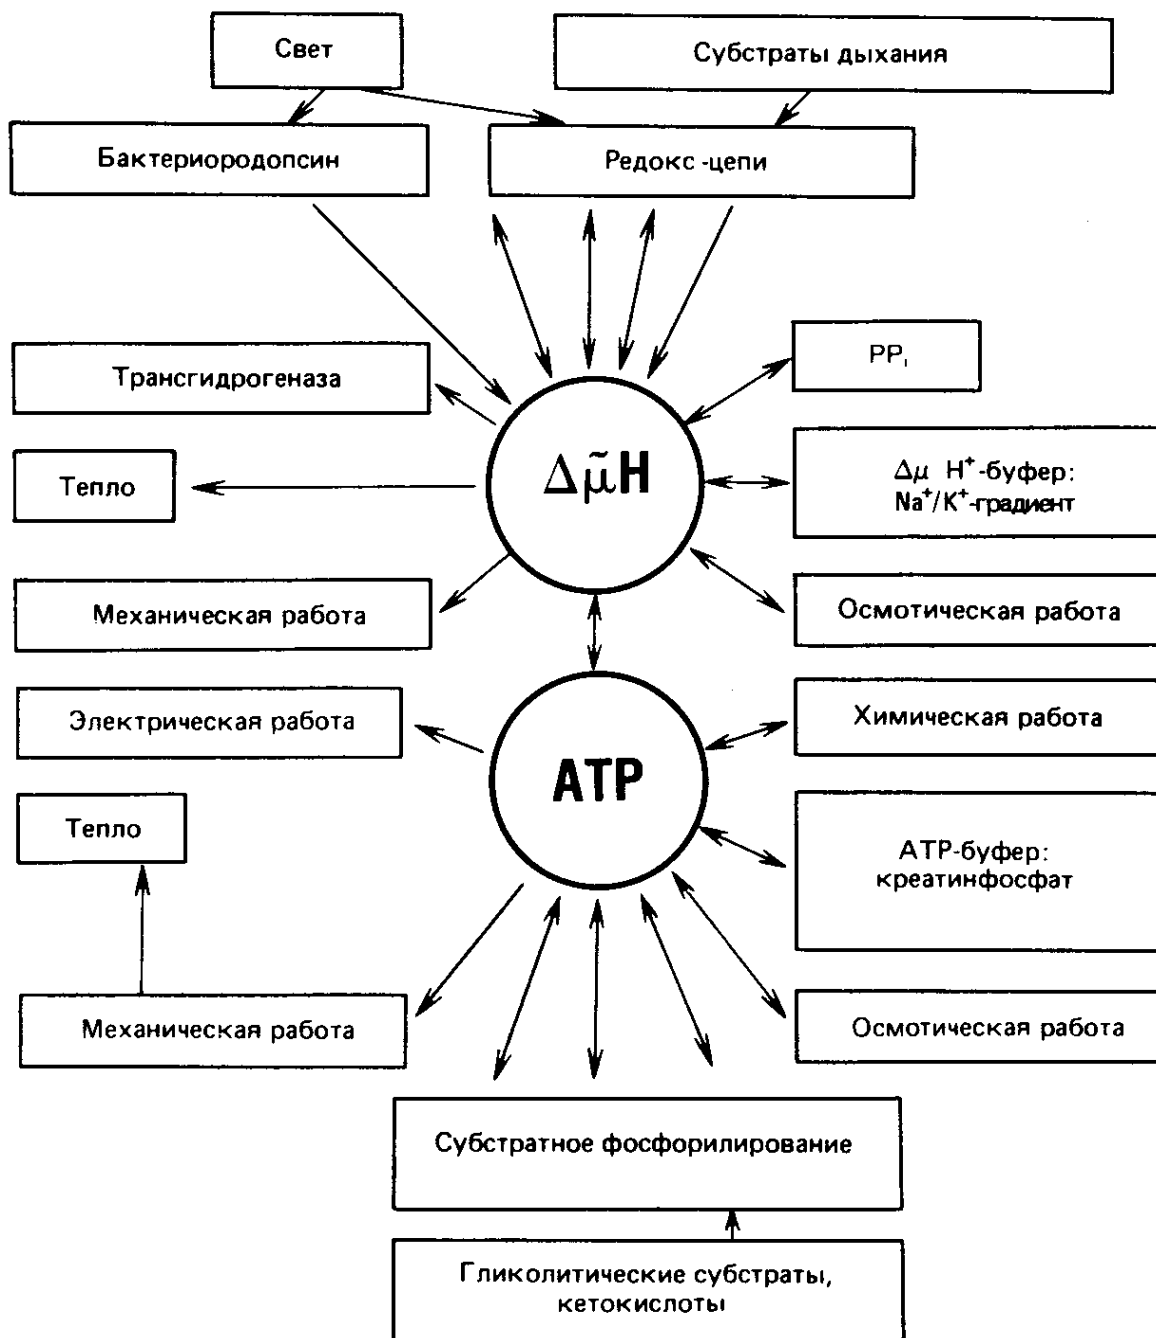 Свет
Субстраты дыхания
Бактериородопсин
Редокс-цепи
Трансгидрогеназа
PPᵢ
Тепло
Δμ̃H
Δμ H⁺-буфер:
Na⁺/K⁺-градиент
Механическая работа
Осмотическая работа
Электрическая работа
Химическая работа
ATP
Тепло
ATP-буфер:
креатинфосфат
Механическая работа
Осмотическая работа
Субстратное фосфорилирование
Гликолитические субстраты,
кетокислоты